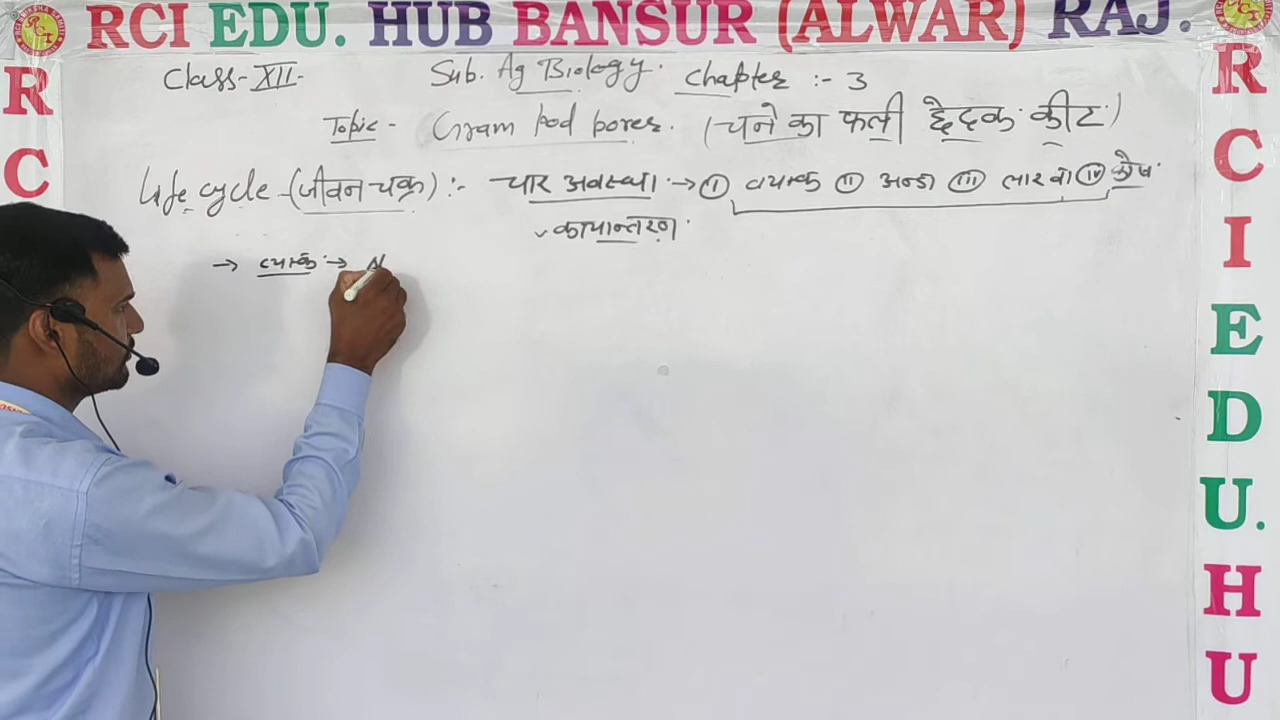 RCI EDU. HUB BANSUR (ALWAR) RAJ.
Class-XII- Sub. Ag Biology. Chapter :- 3
Topic - Gram Pod borer. (चने का फली छेदक कीट)
Life cycle -(जीवन चक्र) :- चार अवस्था. → (I) वयस्क (II) अन्डा (III) लारवा (IV) कोष
कायान्तरण
→ वयस्क →
R
C
R
C
I
E
D
U.
H
U